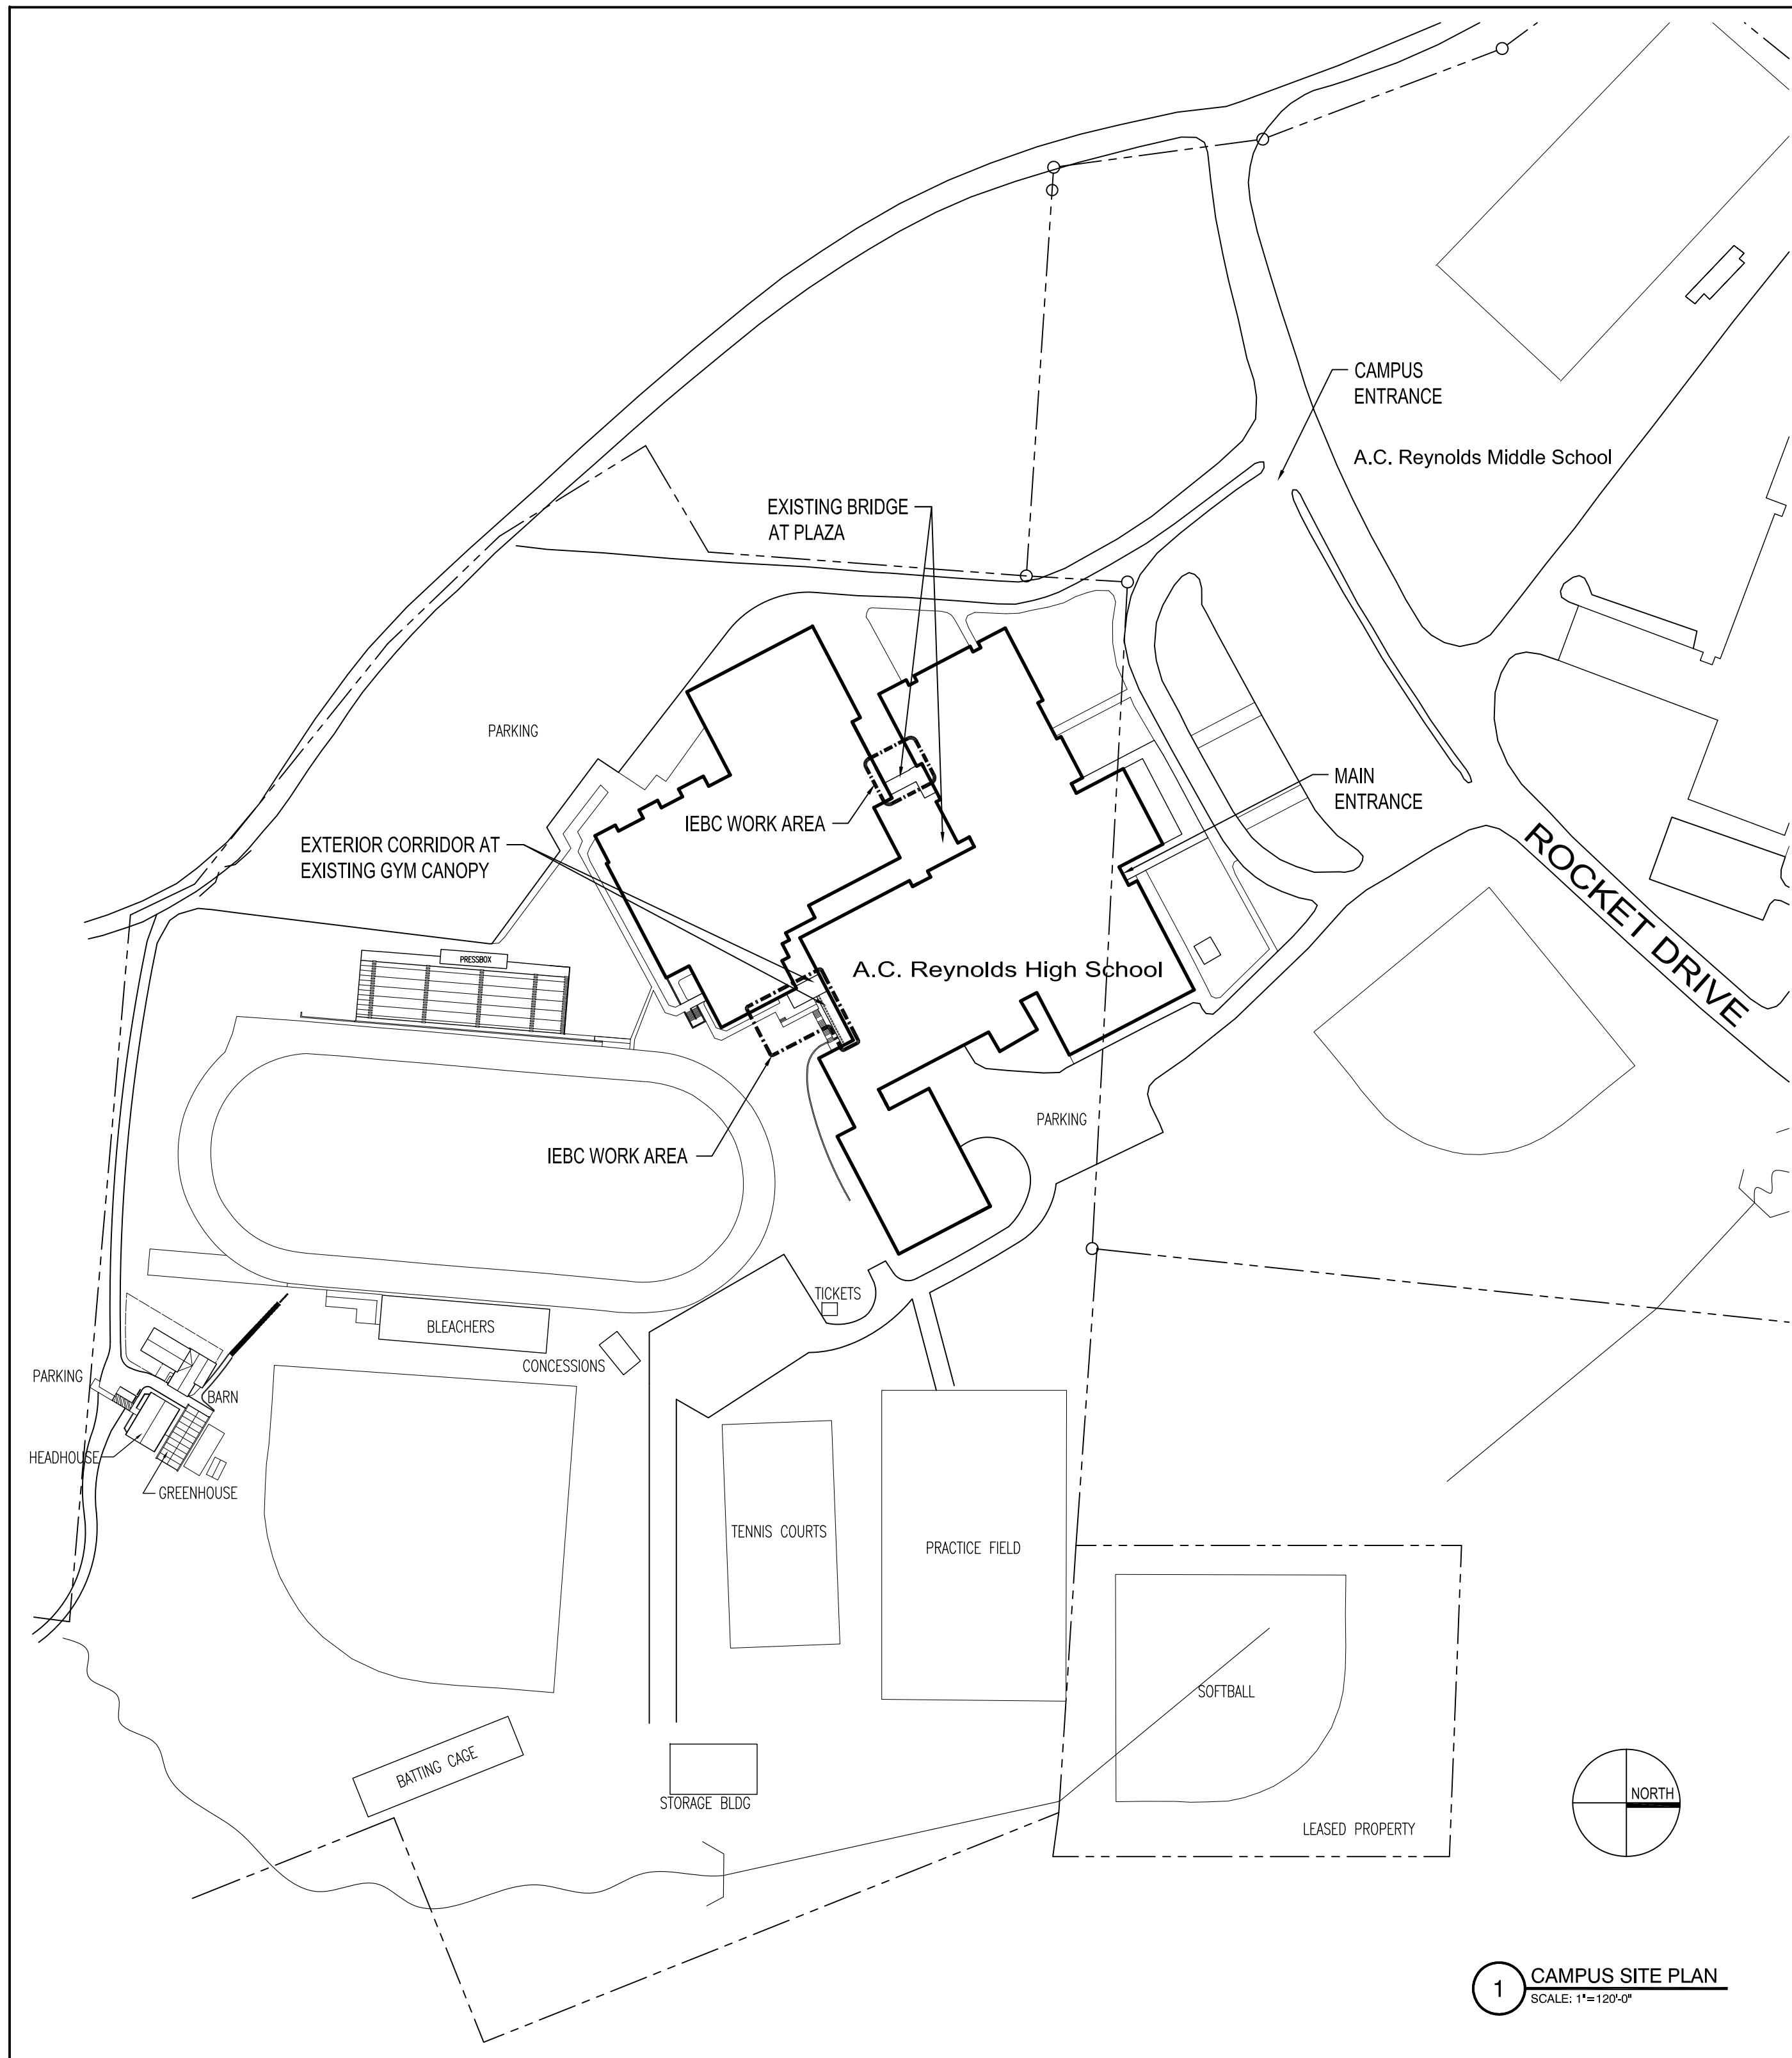 CAMPUS
ENTRANCE
A.C. Reynolds Middle School
EXISTING BRIDGE
AT PLAZA
PARKING
MAIN
ENTRANCE
IEBC WORK AREA
EXTERIOR CORRIDOR AT
EXISTING GYM CANOPY
ROCKET DRIVE
PRESSBOX
A.C. Reynolds High School
PARKING
IEBC WORK AREA
TICKETS
BLEACHERS
CONCESSIONS
PARKING
BARN
HEADHOUSE
GREENHOUSE
TENNIS COURTS
PRACTICE FIELD
SOFTBALL
BATTING CAGE
STORAGE BLDG
LEASED PROPERTY
NORTH
1
CAMPUS SITE PLAN
SCALE: 1"=120'-0"